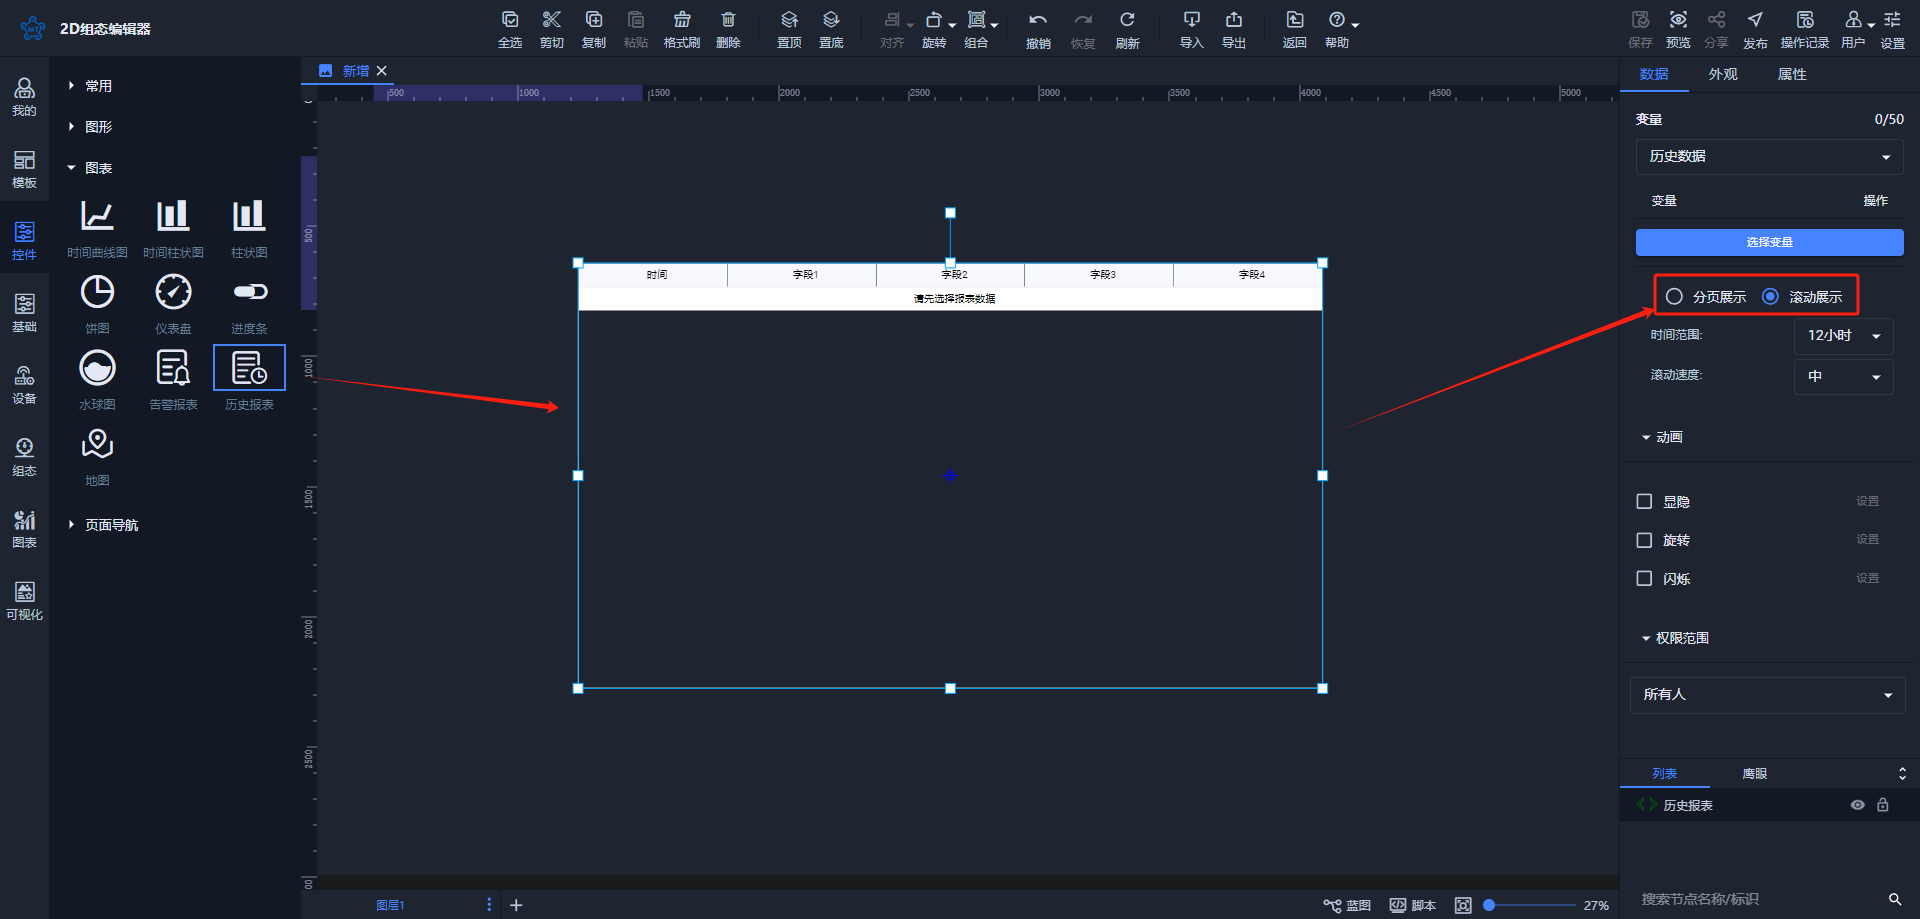 2D组态编辑器
全选 剪切 复制 粘贴 格式刷 删除 置顶 置底 对齐 旋转 组合 撤销 恢复 刷新 导入 导出 返回 帮助 保存 预览 分享 发布 操作记录 用户 设置
我的
模板
控件
基础
设备
组态
图表
可视化
常用
图形
图表
时间曲线图 时间柱状图 柱状图
饼图 仪表盘 进度条
水球图 告警报表 历史报表
地图
页面导航
新增
500 1000 1500 2000 2500 3000 3500 4000 4500 5000
0
500
1000
1500
2000
2500
00
时间 字段1 字段2 字段3 字段4
请先选择报表数据
图层1
蓝图 脚本 27%
数据 外观 属性
变量 0/50
历史数据
变量 操作
选择变量
分页展示 滚动展示
时间范围: 12小时
滚动速度: 中
动画
显隐 设置
旋转 设置
闪烁 设置
权限范围
所有人
列表 鹰眼
历史报表
搜索节点名称/标识